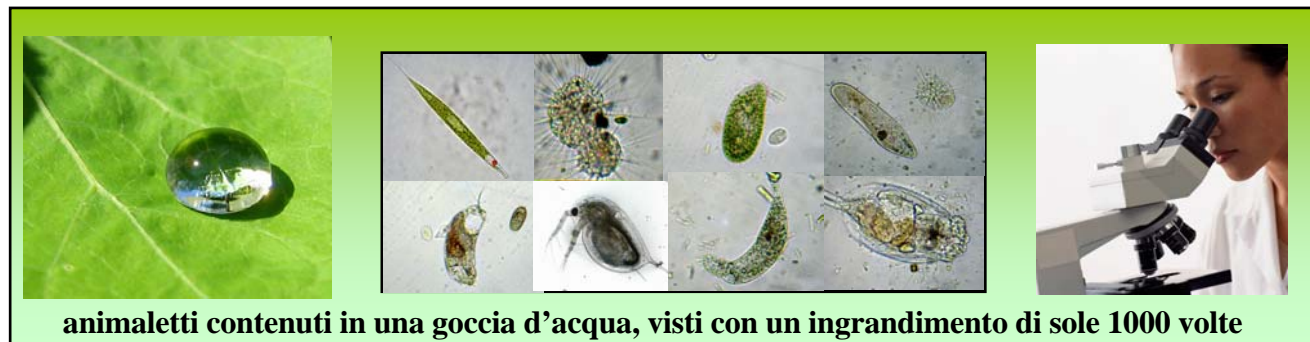 animaletti contenuti in una goccia d’acqua, visti con un ingrandimento di sole 1000 volte